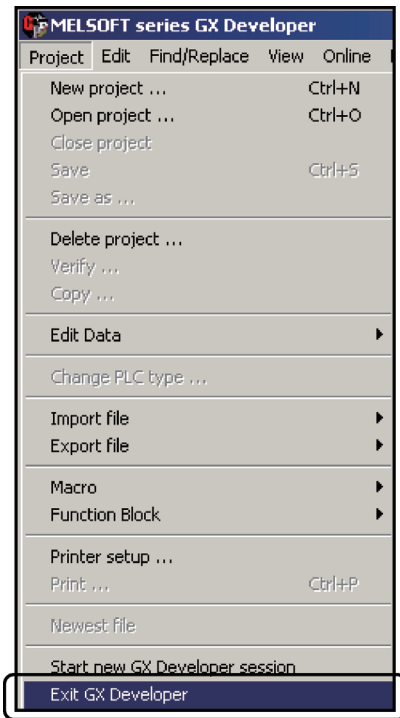 MELSOFT series GX Developer
Project Edit Find/Replace View Online
New project ... Ctrl+N
Open project ... Ctrl+O
Close project
Save Ctrl+S
Save as ...
Delete project ...
Verify ...
Copy ...
Edit Data
Change PLC type ...
Import file
Export file
Macro
Function Block
Printer setup ...
Print ... Ctrl+P
Newest file
Start new GX Developer session
Exit GX Developer